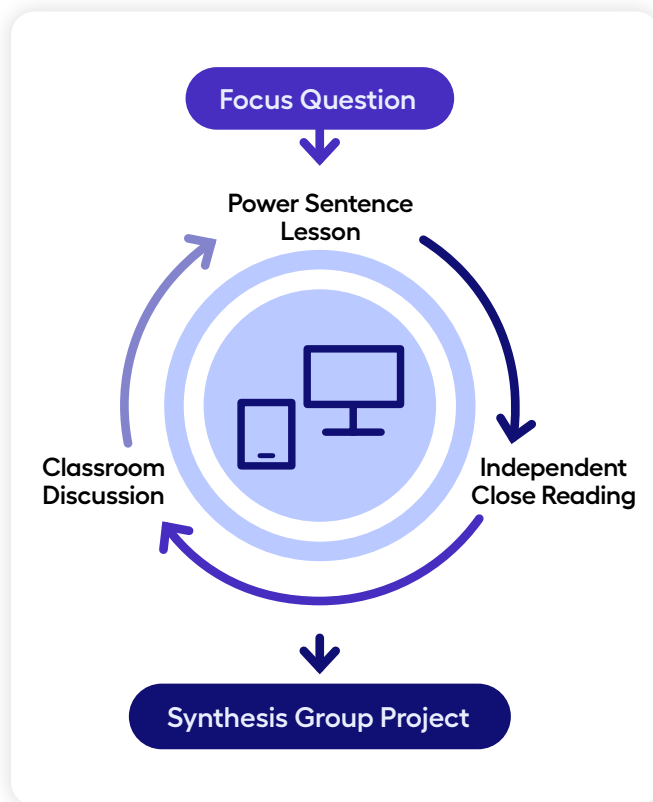 Focus Question
Power Sentence
Lesson
Independent
Close Reading
Classroom
Discussion
Synthesis Group Project